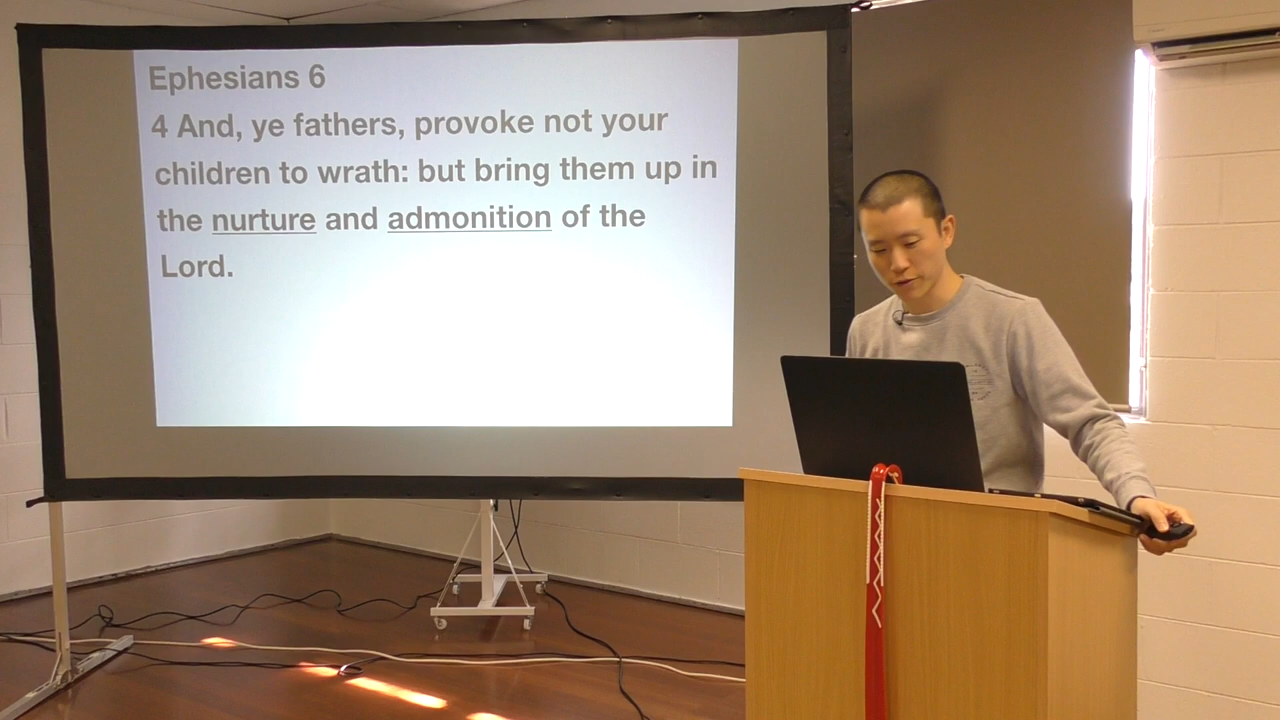 Ephesians 6
4 And, ye fathers, provoke not your
children to wrath: but bring them up in
the nurture and admonition of the
Lord.